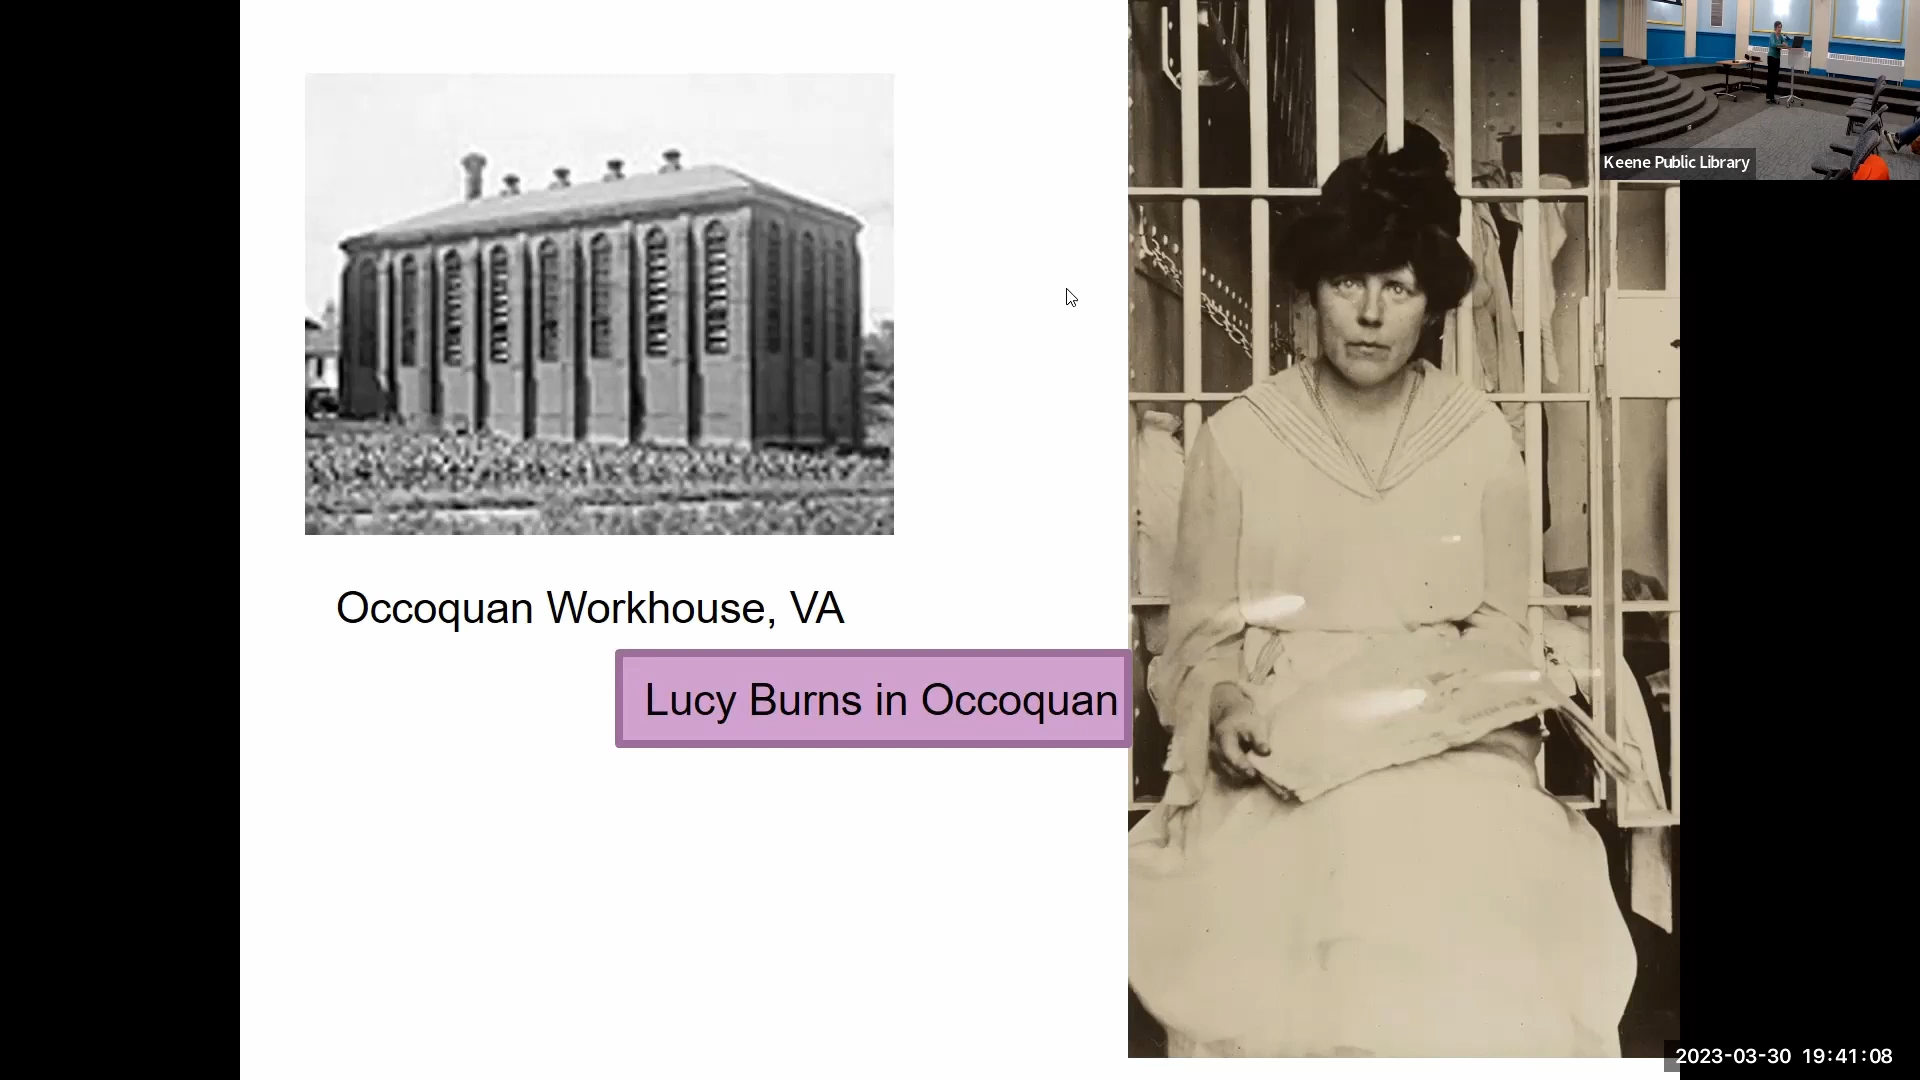 Keene Public Library
Occoquan Workhouse, VA
Lucy Burns in Occoquan
2023-03-30 19:41:08